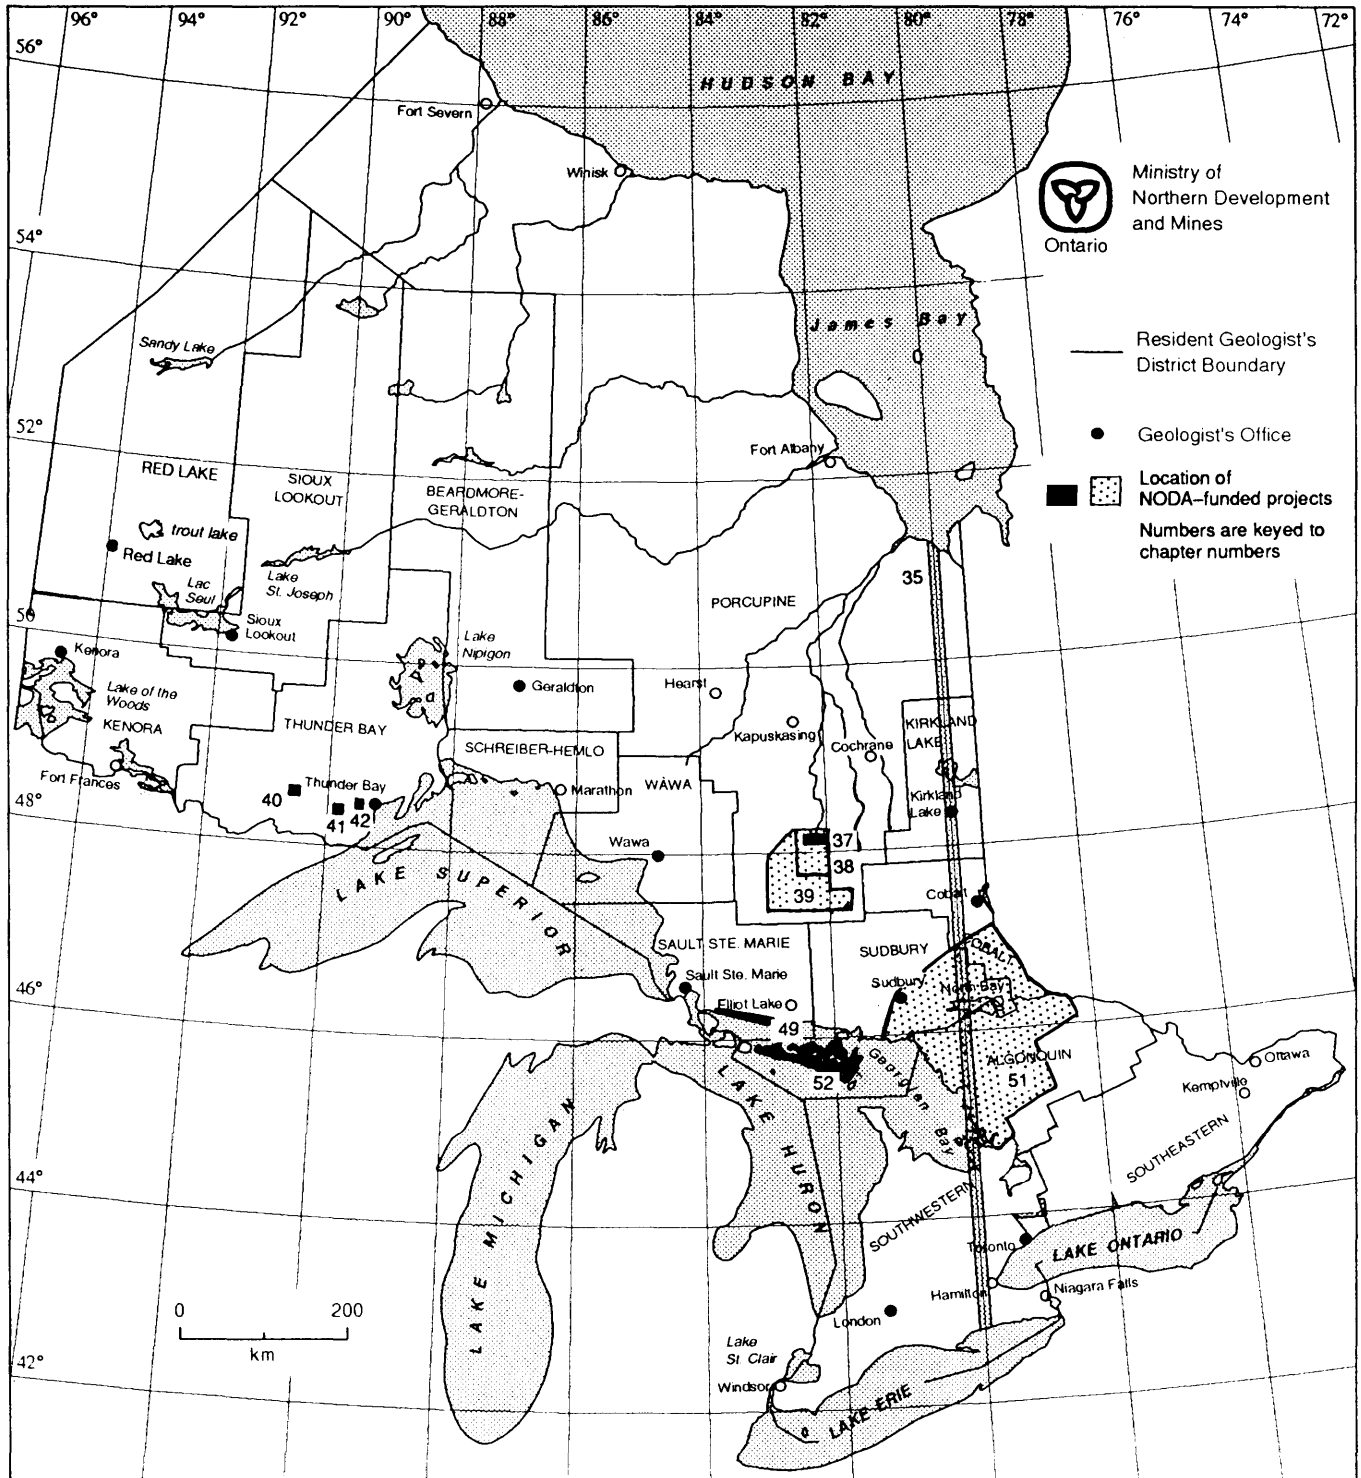 96° 94° 92° 90° 88° 86° 84° 82° 80° 78° 76° 74° 72°
56°
HUDSON BAY
Fort Severn
Winisk
Ministry of
Northern Development
and Mines
Ontario
54°
James Bay
Sandy Lake
Resident Geologist's
District Boundary
52°
Geologist's Office
Fort Albany
RED LAKE
SIOUX
LOOKOUT
BEARDMORE-
GERALDTON
Location of
NODA–funded projects
Numbers are keyed to
chapter numbers
trout lake
Red Lake
Lac
Seul
Lake
St. Joseph
35
PORCUPINE
50°
Sioux
Lookout
Kenora
Lake
Nipigon
Lake of the
Woods
KENORA
Geraldton
Hearst
THUNDER BAY
Kapuskasing
Cochrane
KIRKLAND
LAKE
SCHREIBER-HEMLO
Fort Frances
Thunder Bay
Marathon
WAWA
Kirkland
Lake
40
41
42
48°
37
38
39
Wawa
LAKE SUPERIOR
Cobalt
SAULT STE. MARIE
SUDBURY
COBALT
Sault Ste. Marie
Sudbury
North Bay
Elliot Lake
46°
49
52
Georgian Bay
ALGONQUIN
51
Ottawa
Kemptville
LAKE HURON
LAKE MICHIGAN
SOUTHEASTERN
44°
SOUTHWESTERN
Toronto
LAKE ONTARIO
Hamilton
Niagara Falls
0 200
km
London
Lake
St. Clair
42°
Windsor
LAKE ERIE